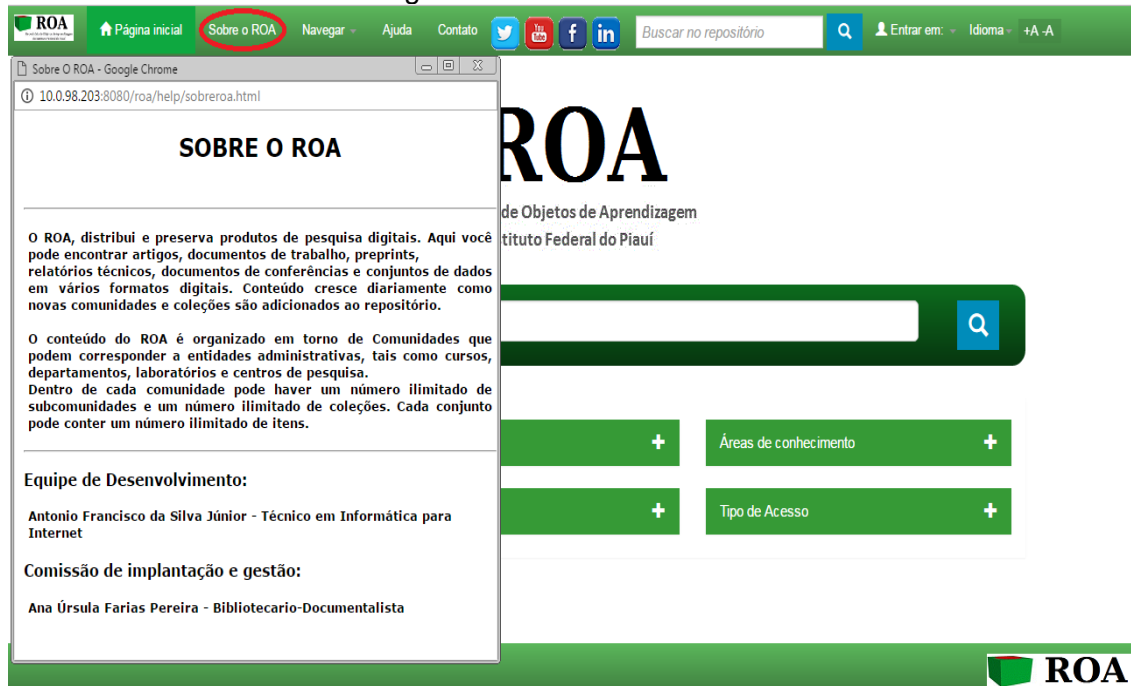 ROA
Página inicial
Sobre o ROA
Navegar
Ajuda
Contato
You
Tube
f
in
Buscar no repositório
Entrar em:
Idioma
+A -A
Sobre O ROA - Google Chrome
10.0.98.203:8080/roa/help/sobreroa.html
SOBRE O ROA
O ROA, distribui e preserva produtos de pesquisa digitais. Aqui você
pode encontrar artigos, documentos de trabalho, preprints,
relatórios técnicos, documentos de conferências e conjuntos de dados
em vários formatos digitais. Conteúdo cresce diariamente como
novas comunidades e coleções são adicionados ao repositório.
O conteúdo do ROA é organizado em torno de Comunidades que
podem corresponder a entidades administrativas, tais como cursos,
departamentos, laboratórios e centros de pesquisa.
Dentro de cada comunidade pode haver um número ilimitado de
subcomunidades e um número ilimitado de coleções. Cada conjunto
pode conter um número ilimitado de itens.
Equipe de Desenvolvimento:
Antonio Francisco da Silva Júnior - Técnico em Informática para
Internet
Comissão de implantação e gestão:
Ana Úrsula Farias Pereira - Bibliotecario-Documentalista
ROA
de Objetos de Aprendizagem
tituto Federal do Piauí
Áreas de conhecimento
Tipo de Acesso
ROA